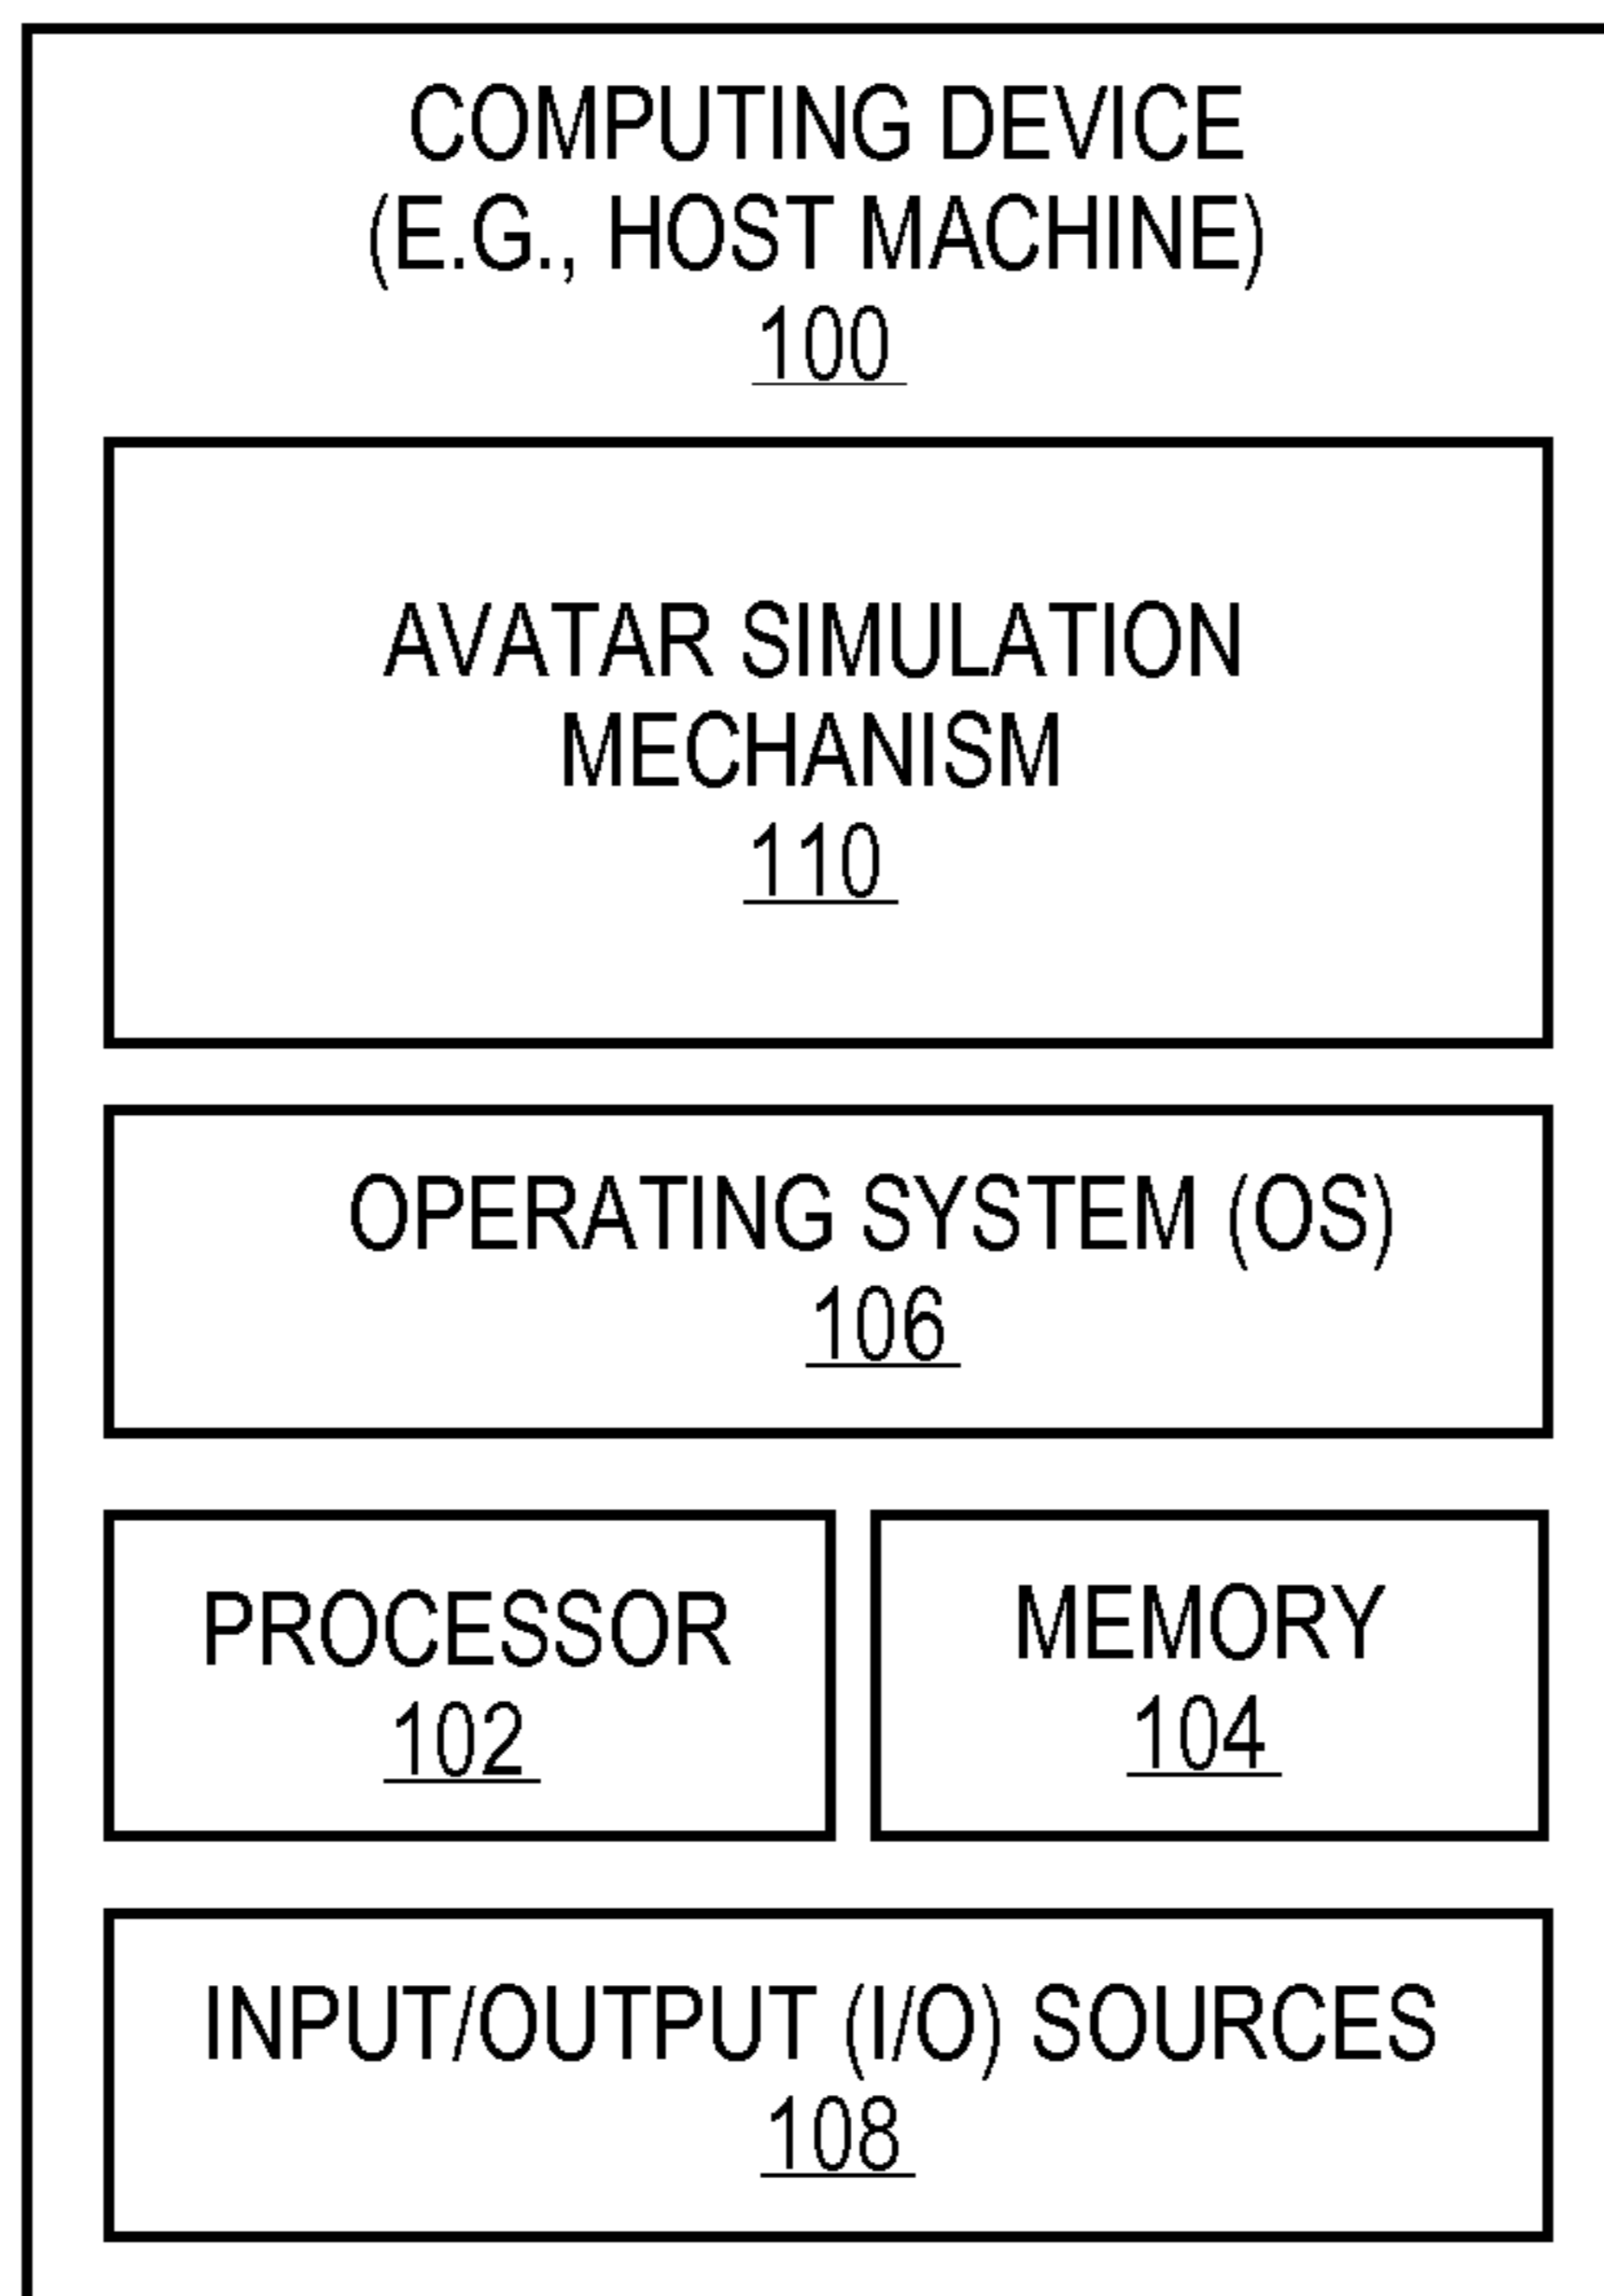 COMPUTING DEVICE
(E.G., HOST MACHINE)
100
AVATAR SIMULATION
MECHANISM
110
OPERATING SYSTEM (OS)
106
PROCESSOR
102
MEMORY
104
INPUT/OUTPUT (I/O) SOURCES
108